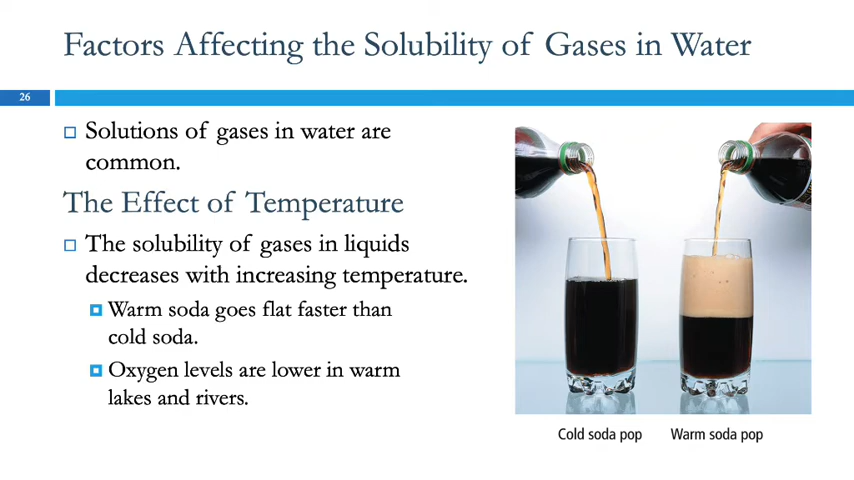 Factors Affecting the Solubility of Gases in Water
26
Solutions of gases in water are
common.
The Effect of Temperature
The solubility of gases in liquids
decreases with increasing temperature.
Warm soda goes flat faster than
cold soda.
Oxygen levels are lower in warm
lakes and rivers.
Cold soda pop
Warm soda pop